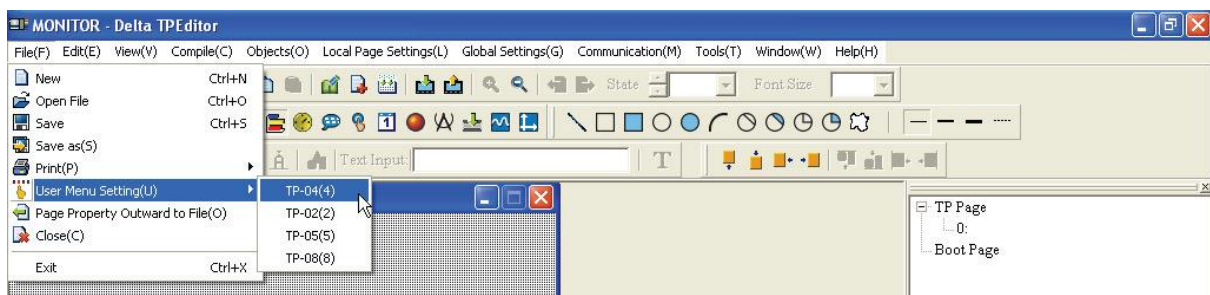 MONITOR - Delta TPEditor
File(F) Edit(E) View(V) Compile(C) Objects(O) Local Page Settings(L) Global Settings(G) Communication(M) Tools(T) Window(W) Help(H)
New Ctrl+N
State Font Size
Open File Ctrl+O
Save Ctrl+S
Save as(S)
Print(P)
Text Input:
T
User Menu Setting(U)
TP-04(4)
TP-02(2)
TP-05(5)
TP-08(8)
Page Property Outward to File(O)
Close(C)
Exit Ctrl+X
TP Page
0:
Boot Page